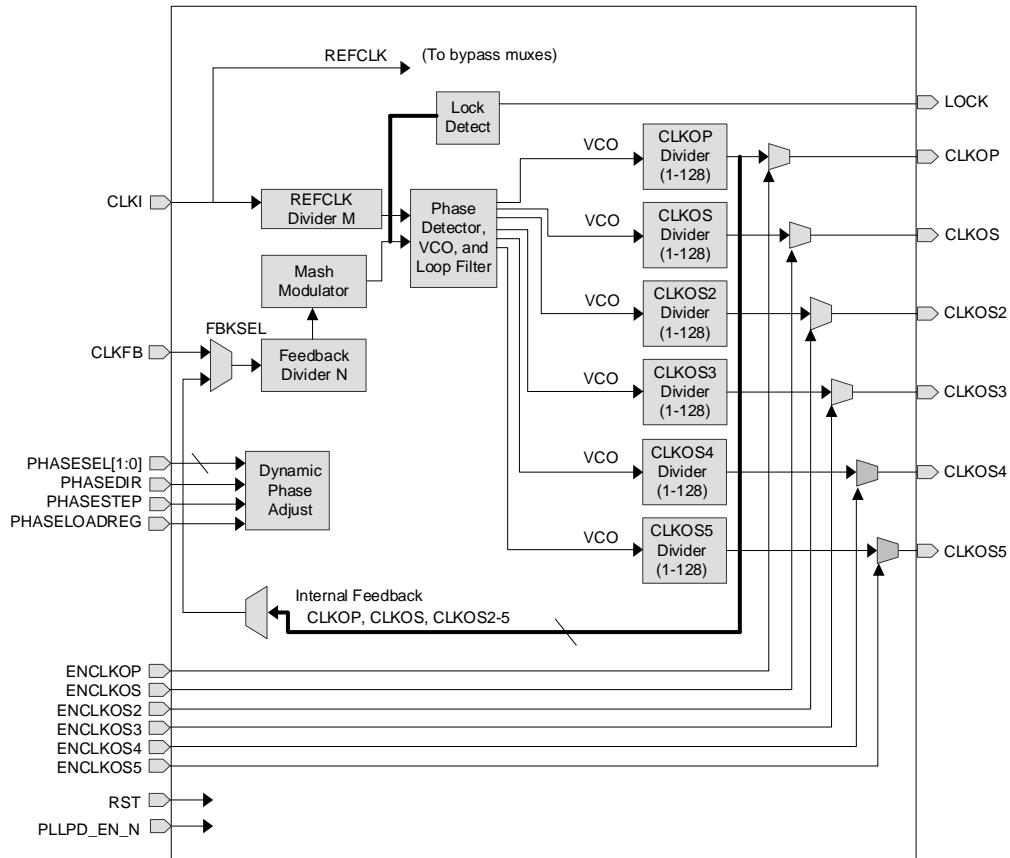 REFCLK
(To bypass muxes)
Lock
Detect
LOCK
VCO
CLKOP
Divider
(1-128)
CLKOP
CLKI
REFCLK
Divider M
Phase
Detector,
VCO, and
Loop Filter
VCO
CLKOS
Divider
(1-128)
CLKOS
Mash
Modulator
VCO
CLKOS2
Divider
(1-128)
CLKOS2
FBKSEL
CLKFB
Feedback
Divider N
VCO
CLKOS3
Divider
(1-128)
CLKOS3
PHASESEL[1:0]
PHASEDIR
PHASESTEP
PHASELOADREG
Dynamic
Phase
Adjust
VCO
CLKOS4
Divider
(1-128)
CLKOS4
VCO
CLKOS5
Divider
(1-128)
CLKOS5
Internal Feedback
CLKOP, CLKOS, CLKOS2-5
ENCLKOP
ENCLKOS
ENCLKOS2
ENCLKOS3
ENCLKOS4
ENCLKOS5
RST
PLLPD_EN_N